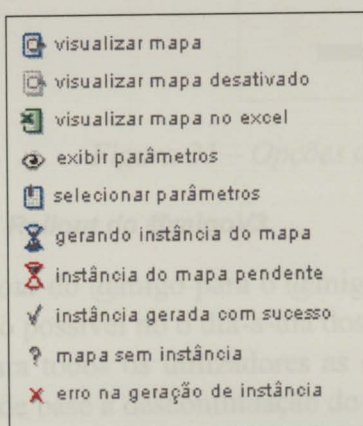 visualizar mapa
visualizar mapa desativado
visualizar mapa no excel
exibir parâmetros
selecionar parâmetros
gerando instância do mapa
instância do mapa pendente
instância gerada com sucesso
? mapa sem instância
erro na geração de instância